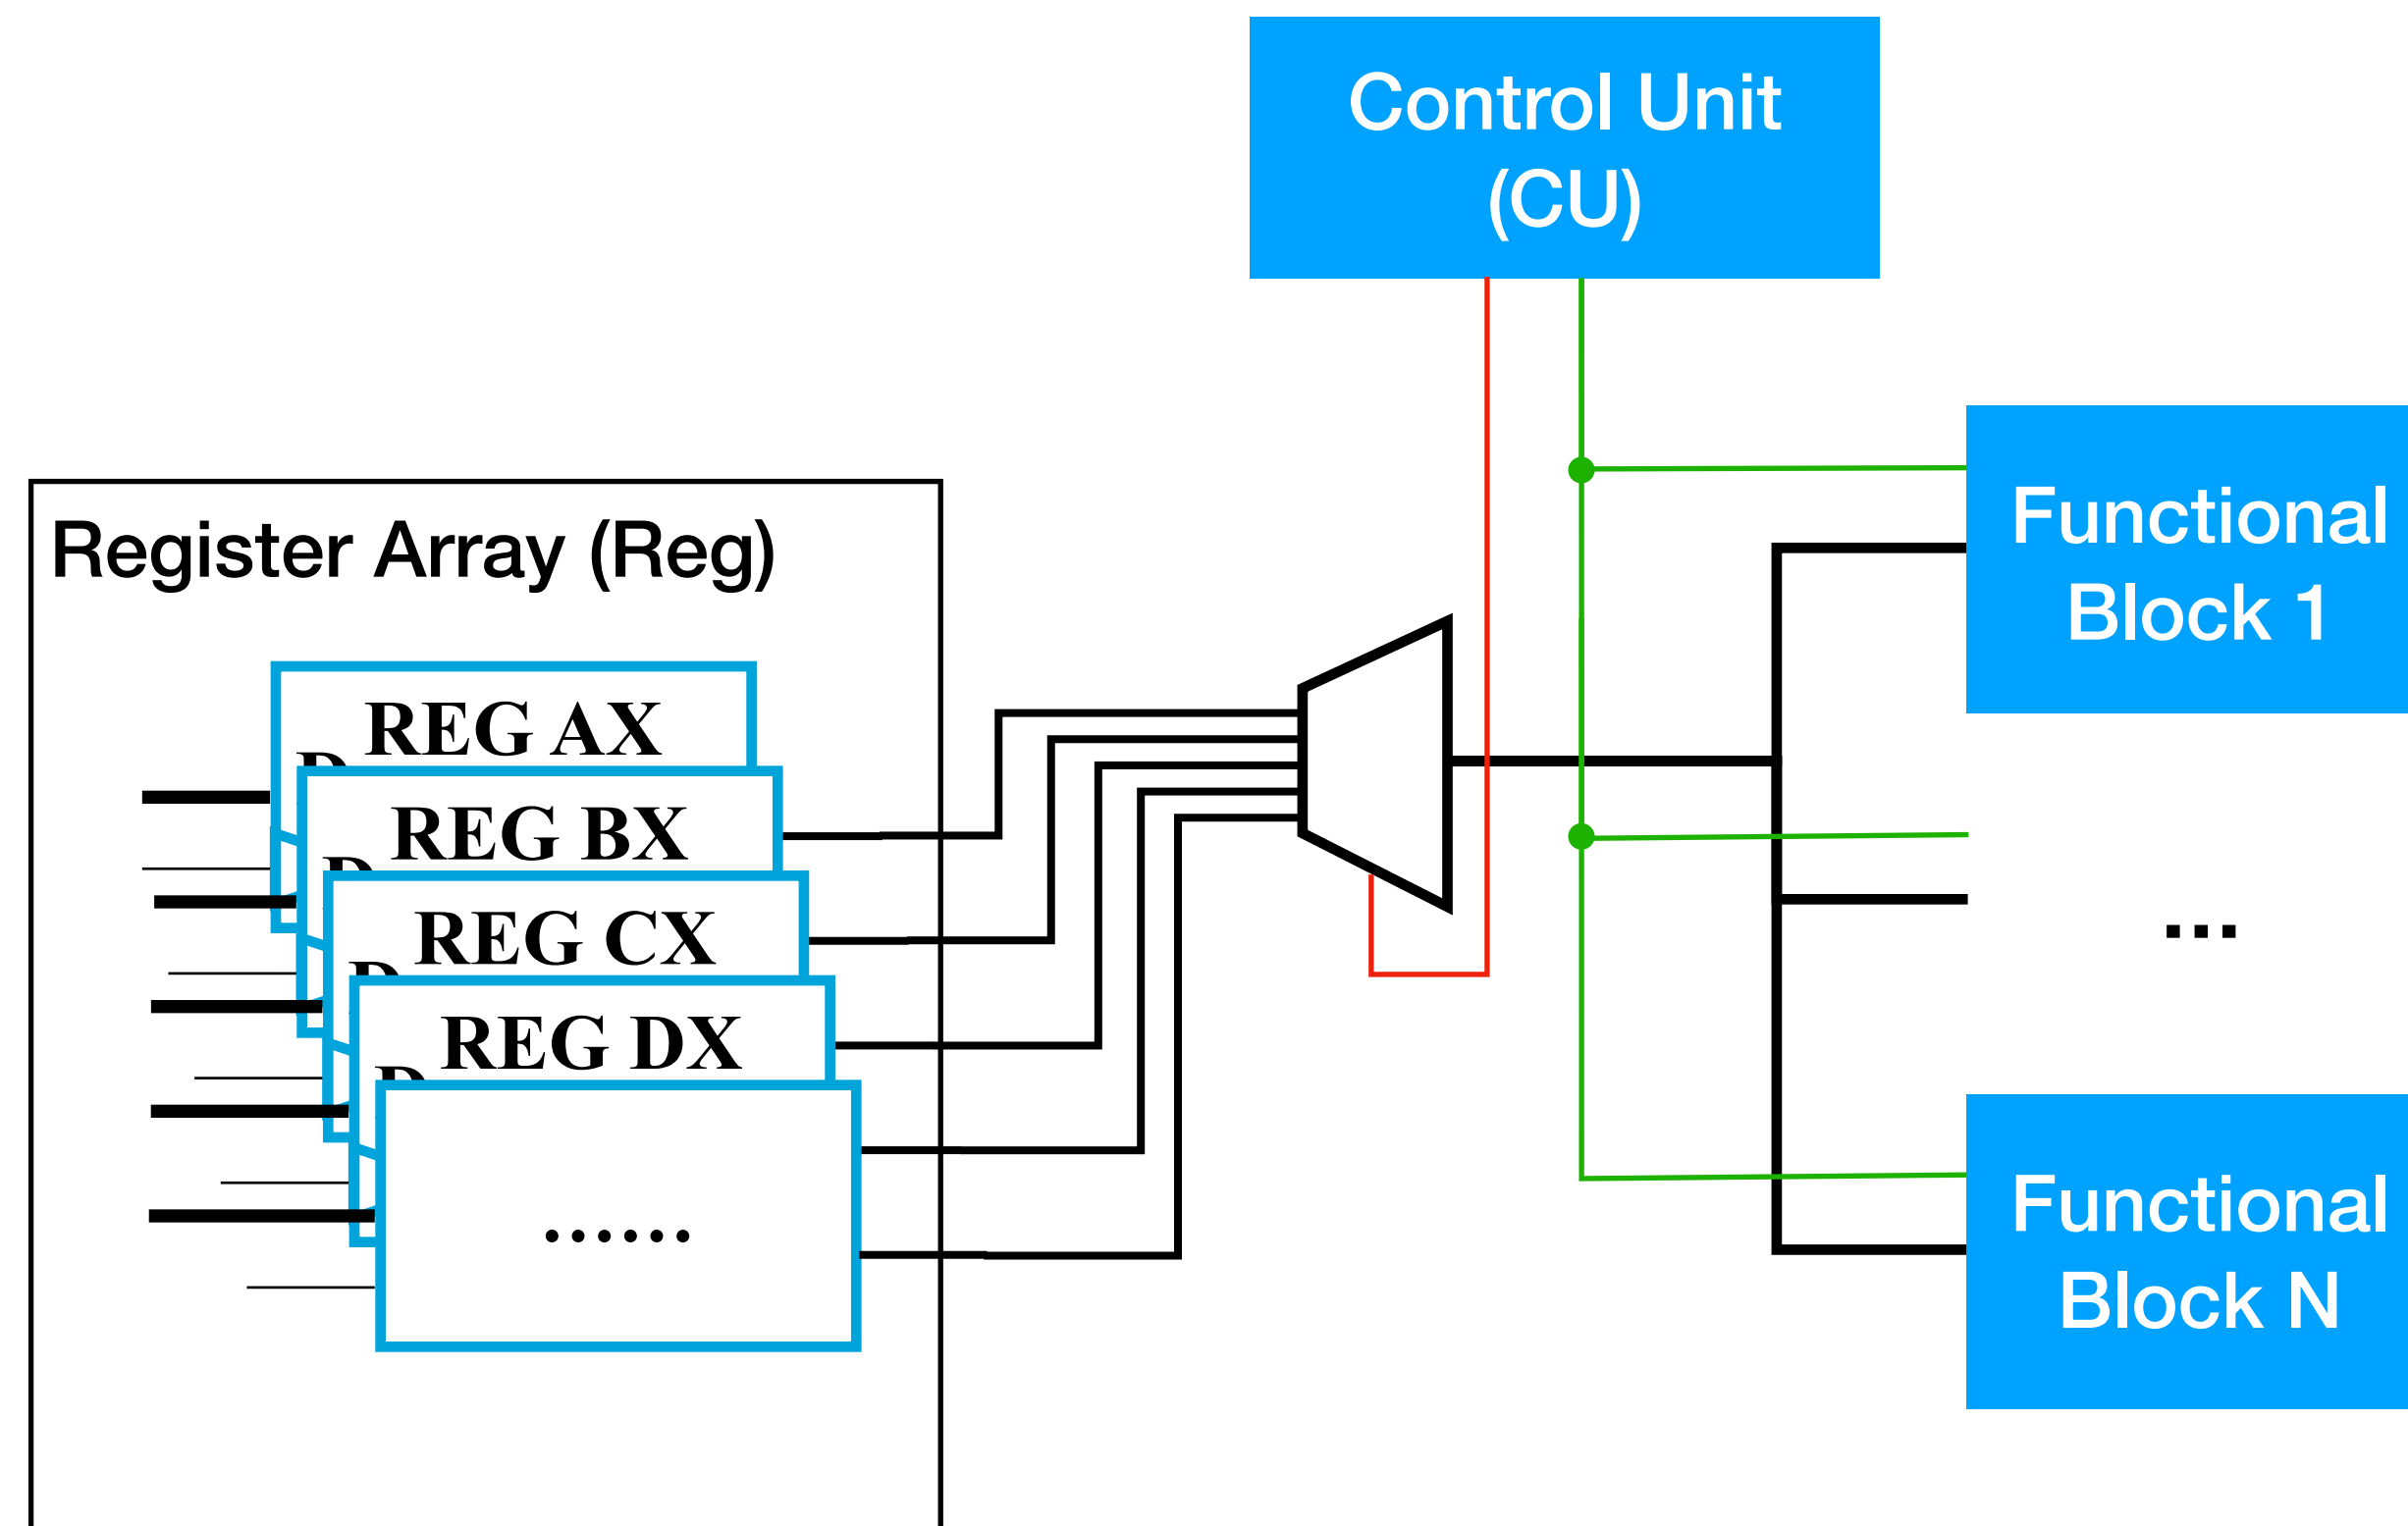 Control Unit
(CU)
Register Array (Reg)
REG AX
D
REG BX
D
REG CX
D
REG DX
D
......
Functional
Block 1
...
Functional
Block N